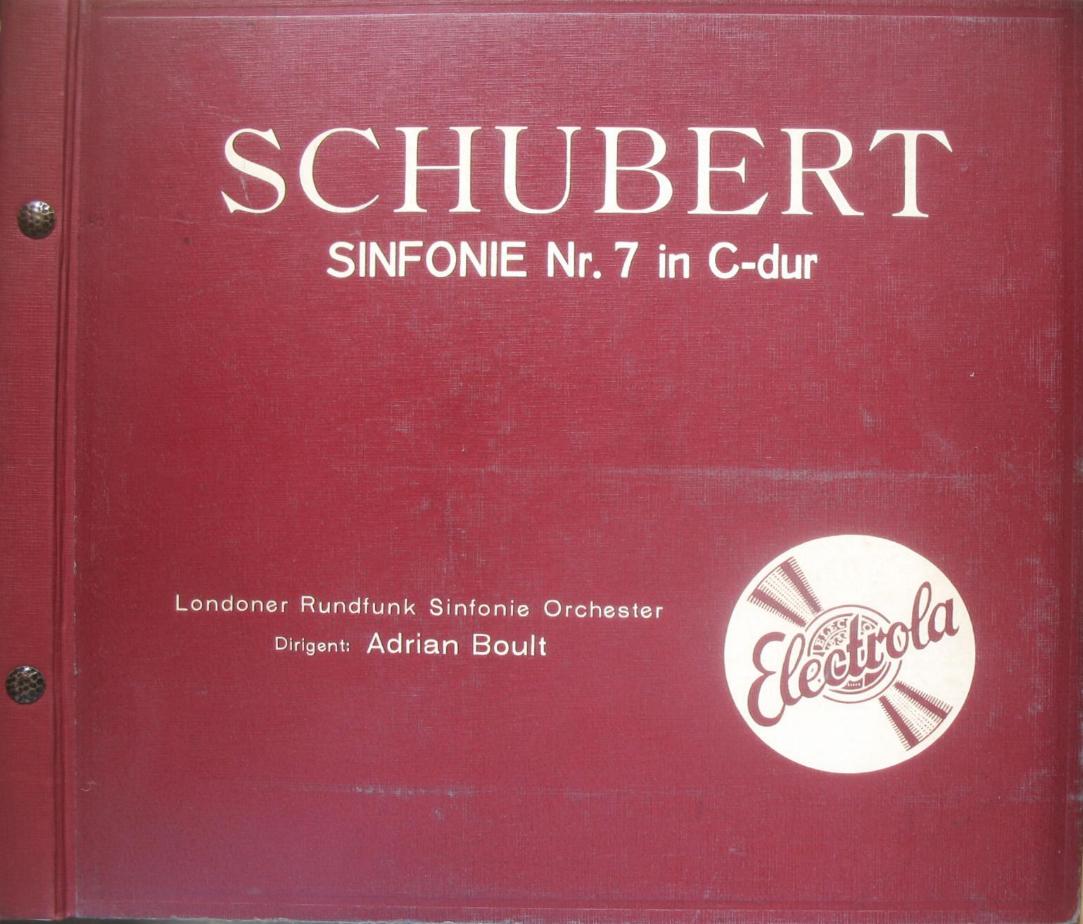 SCHUBERT
SINFONIE Nr. 7 in C-dur
Londoner Rundfunk Sinfonie Orchester
Dirigent: Adrian Boult
Electrola